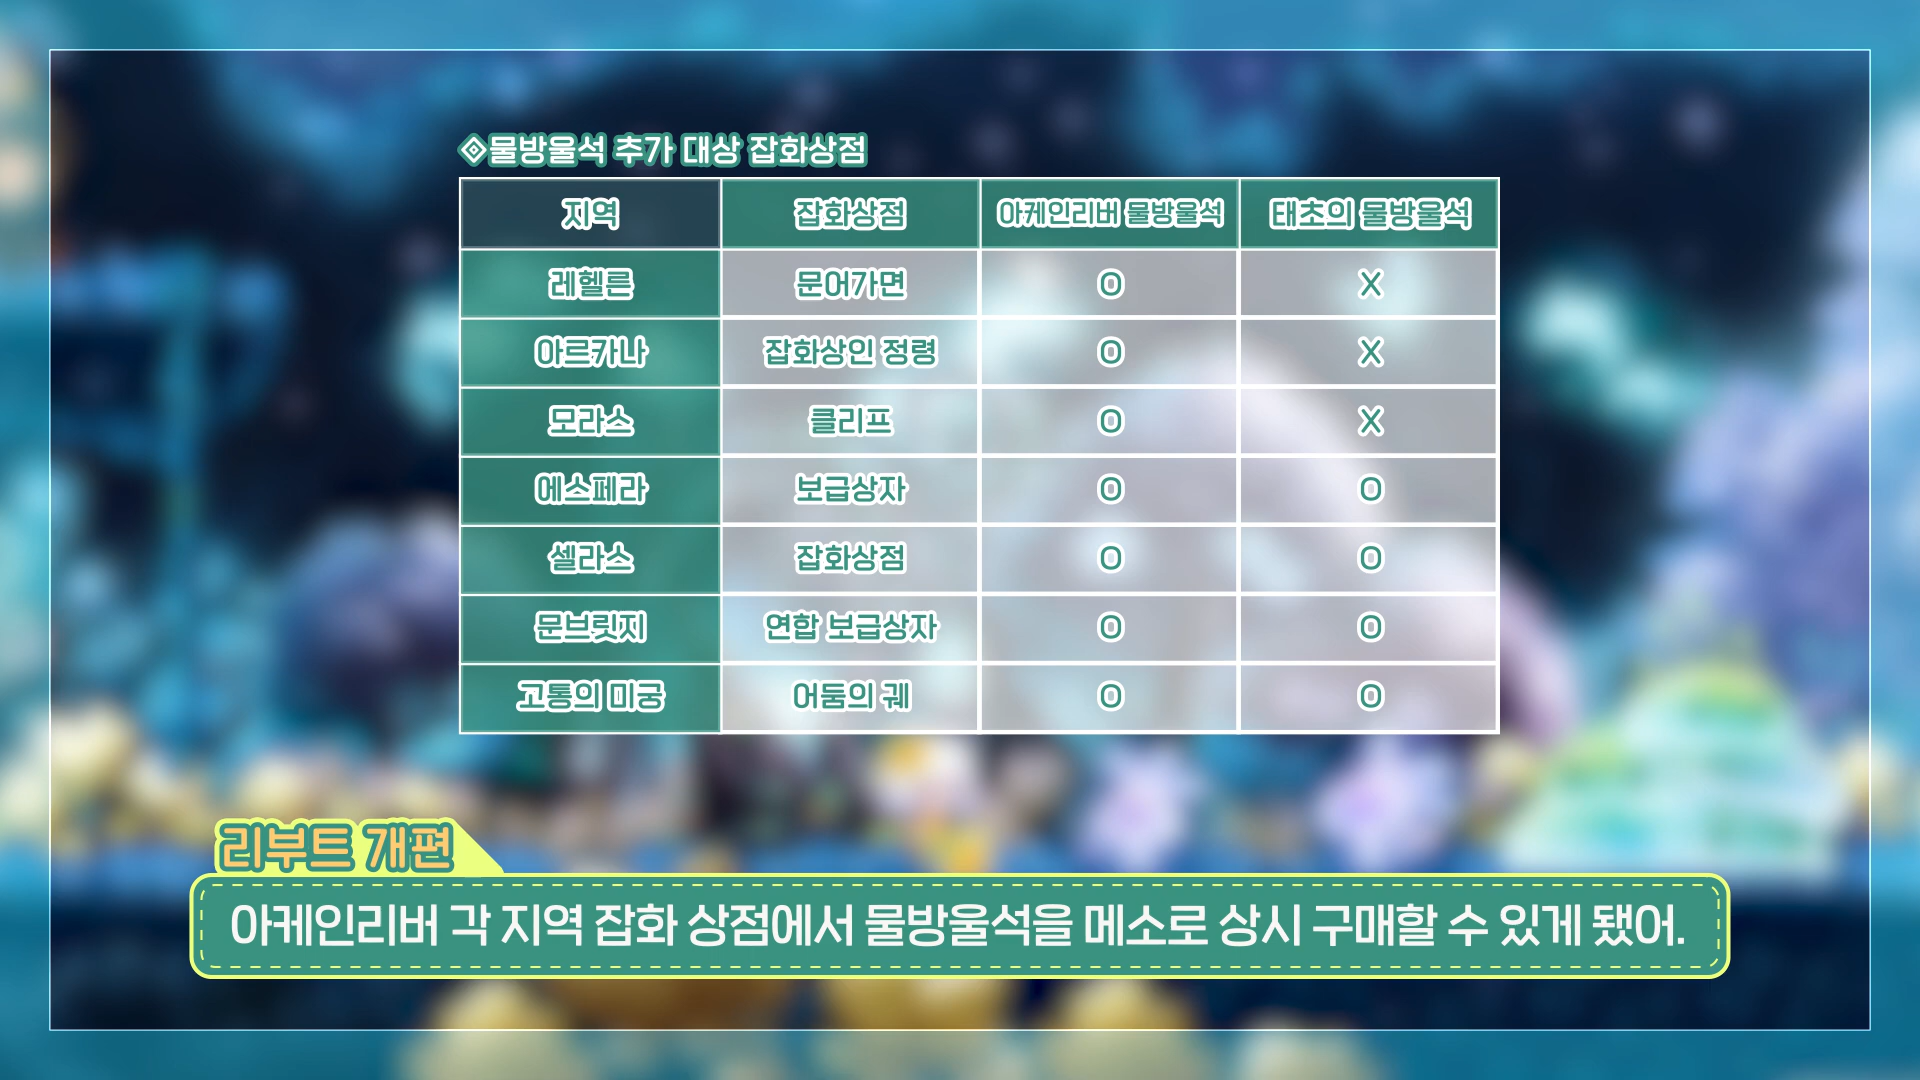 물방울석 추가 대상 잡화상점
지역 잡화상점 아케인리버 물방울석 태초의 물방울석
레헬른 문어가면 O X
아르카나 잡화상인 정령 O X
모라스 클리프 O X
에스페라 보급상자 O O
셀라스 잡화상점 O O
문브릿지 연합 보급상자 O O
고통의 미궁 어둠의 궤 O O
리부트 개편
아케인리버 각 지역 잡화 상점에서 물방울석을 메소로 상시 구매할 수 있게 됐어.